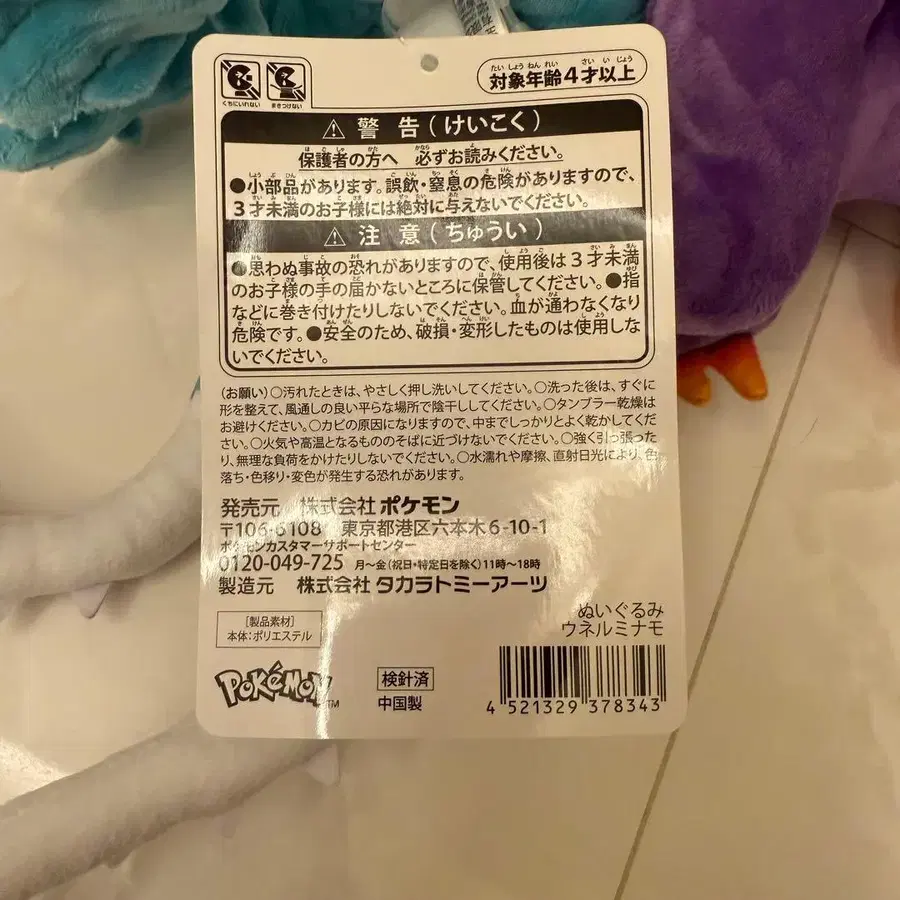 くちにいれない
まきつけない
たいしょうねんれい さいいじょう
対象年齢4才以上
⚠警告(けいこく)
保護者の方へ 必ずお読みください。
●小部品があります。誤飲・窒息の危険がありますので、
3才未満のお子様には絶対に与えないでください。
⚠注意(ちゅうい)
●思わぬ事故の恐れがありますので、使用後は3才未満
のお子様の手の届かないところに保管してください。●指
などに巻き付けたりしないでください。血が通わなくなり
危険です。●安全のため、破損・変形したものは使用しな
いでください。
(お願い)○汚れたときは、やさしく押し洗いしてください。○洗った後は、すぐに
形を整えて、風通しの良い平らな場所で陰干ししてください。○タンブラー乾燥は
お避けください。○カビの原因になりますので、中までしっかりとよく乾かしてくださ
い。○火気や高温となるもののそばに近づけないでください。○強く引っ張った
り、無理な負荷をかけたりしないでください。○水濡れや摩擦、直射日光により、色
落ち・色移り・変色が発生する恐れがあります。
発売元 株式会社ポケモン
〒106-6108 東京都港区六本木6-10-1
ポケモンカスタマーサポートセンター
0120-049-725 月〜金(祝日・特定日を除く)11時〜18時
製造元 株式会社タカラトミーアーツ
[製品素材]
本体:ポリエステル
ぬいぐるみ
ウネルミナモ
POKéMON TM
検針済
中国製
4 521329 378343